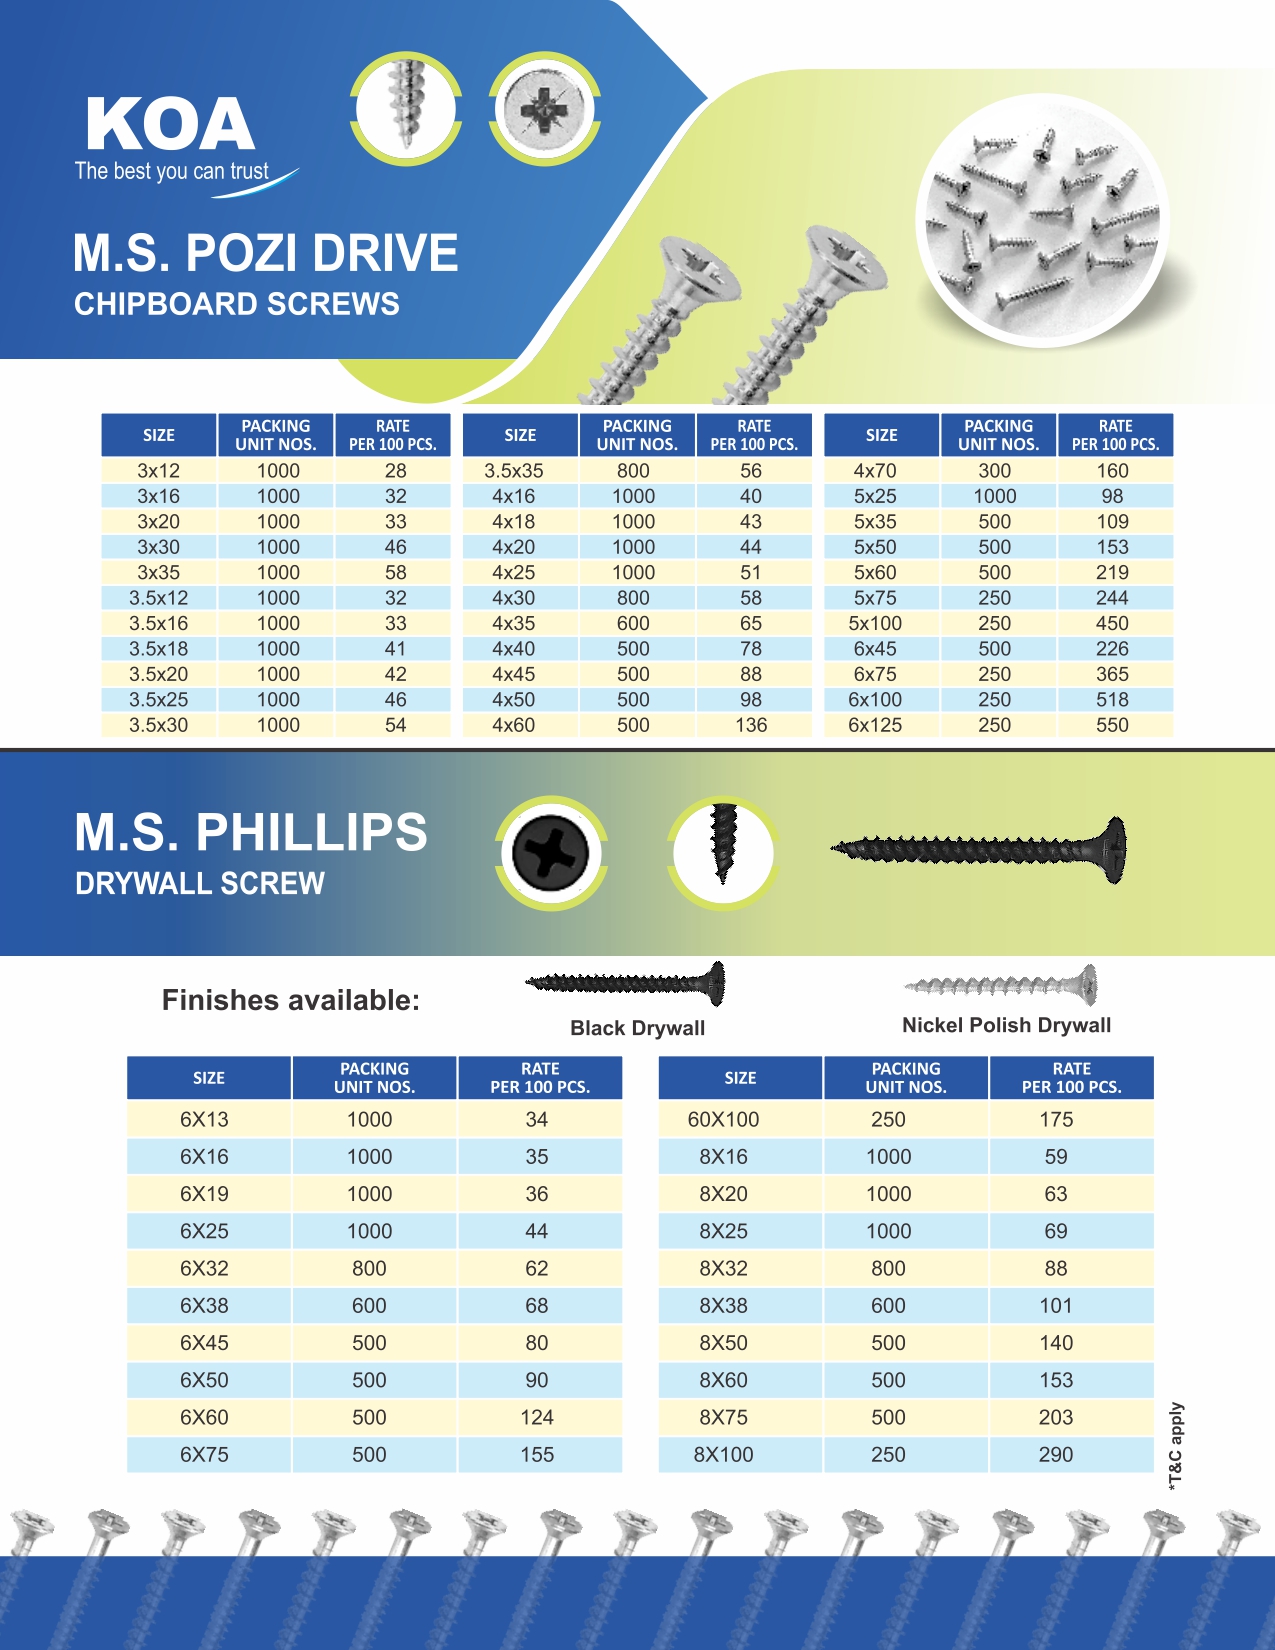 KOA
The best you can trust
M.S. POZI DRIVE
CHIPBOARD SCREWS
SIZE PACKING UNIT NOS. RATE PER 100 PCS. SIZE PACKING UNIT NOS. RATE PER 100 PCS. SIZE PACKING UNIT NOS. RATE PER 100 PCS.
3x12 1000 28 3.5x35 800 56 4x70 300 160
3x16 1000 32 4x16 1000 40 5x25 1000 98
3x20 1000 33 4x18 1000 43 5x35 500 109
3x30 1000 46 4x20 1000 44 5x50 500 153
3x35 1000 58 4x25 1000 51 5x60 500 219
3.5x12 1000 32 4x30 800 58 5x75 250 244
3.5x16 1000 33 4x35 600 65 5x100 250 450
3.5x18 1000 41 4x40 500 78 6x45 500 226
3.5x20 1000 42 4x45 500 88 6x75 250 365
3.5x25 1000 46 4x50 500 98 6x100 250 518
3.5x30 1000 54 4x60 500 136 6x125 250 550
M.S. PHILLIPS
DRYWALL SCREW
Finishes available:
Black Drywall
Nickel Polish Drywall
SIZE PACKING UNIT NOS. RATE PER 100 PCS. SIZE PACKING UNIT NOS. RATE PER 100 PCS.
6X13 1000 34 60X100 250 175
6X16 1000 35 8X16 1000 59
6X19 1000 36 8X20 1000 63
6X25 1000 44 8X25 1000 69
6X32 800 62 8X32 800 88
6X38 600 68 8X38 600 101
6X45 500 80 8X50 500 140
6X50 500 90 8X60 500 153
6X60 500 124 8X75 500 203
6X75 500 155 8X100 250 290
*T&C apply